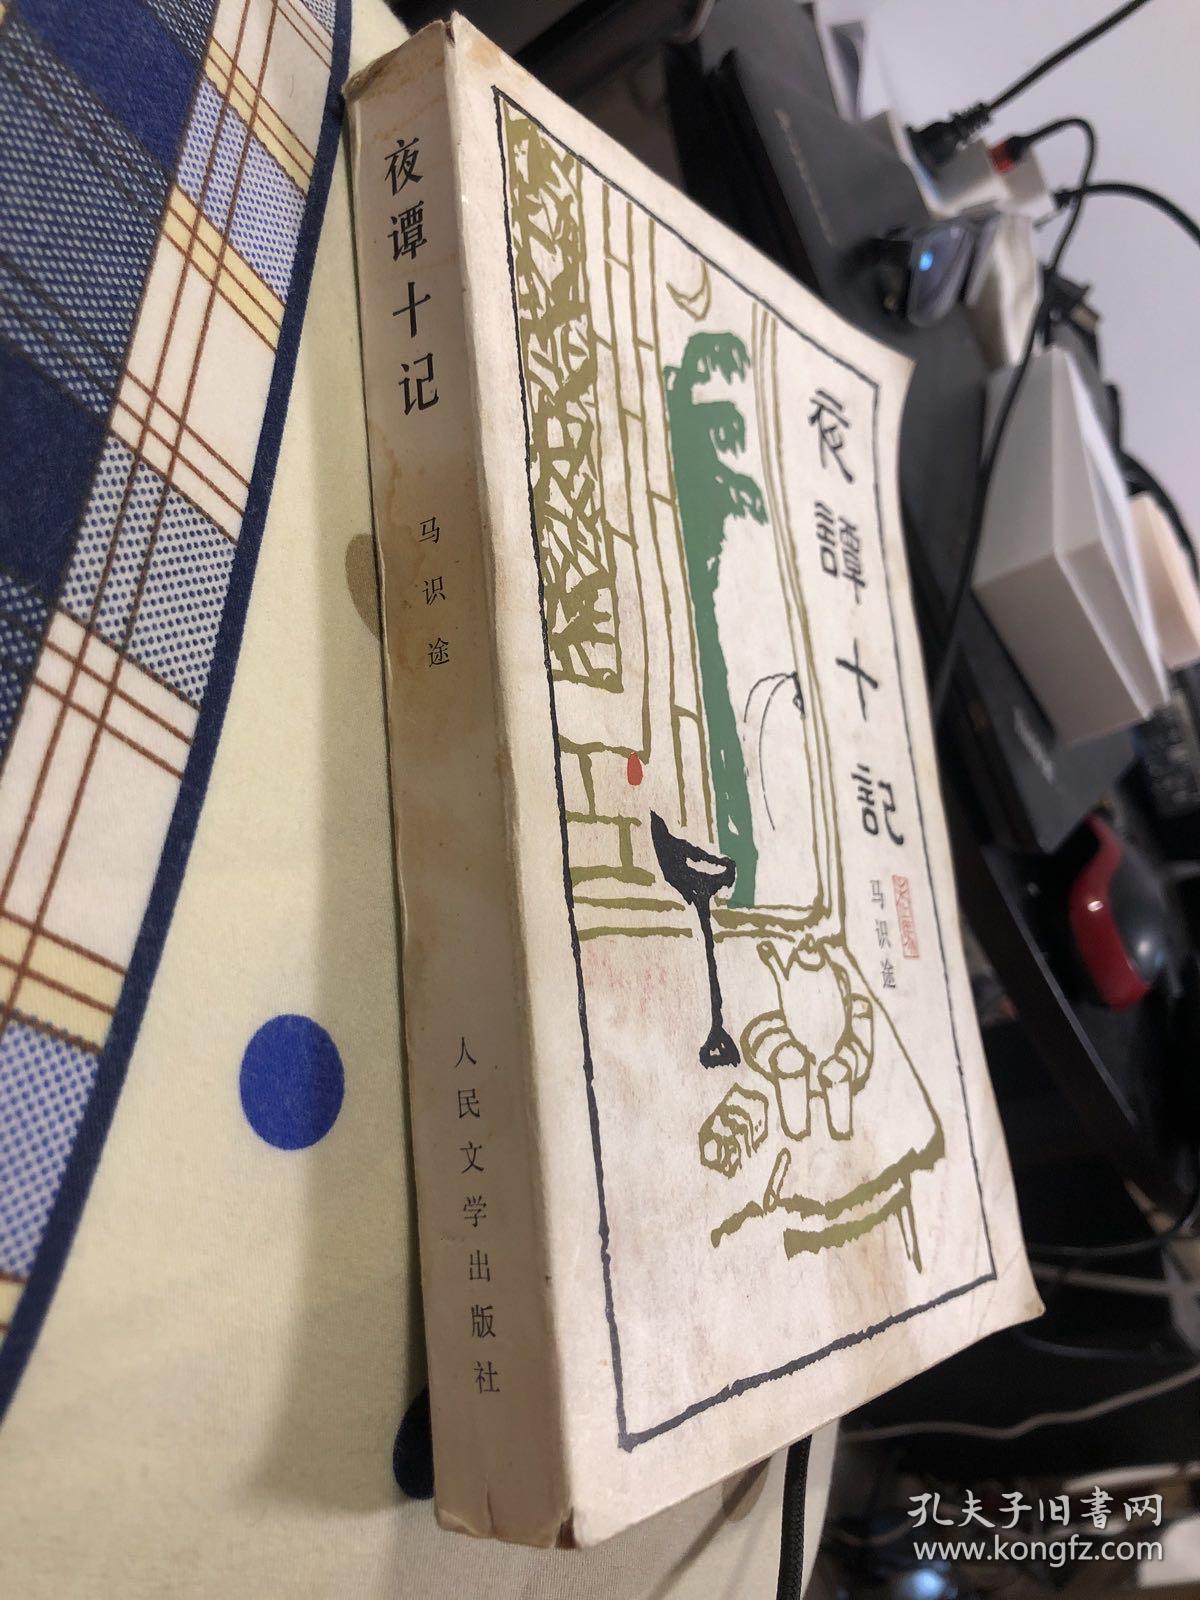 夜谭十记
马识途
人民文学出版社
夜譚十記
马识途
孔夫子旧书网
www.kongfz.com